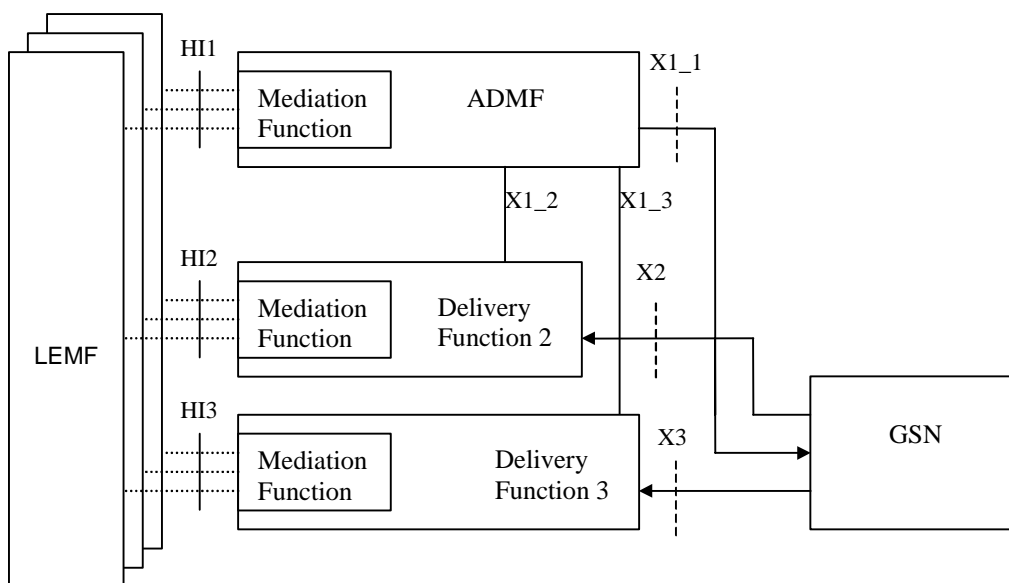 HI1
X1_1
Mediation
Function
ADMF
X1_2
X1_3
HI2
X2
Mediation
Function
Delivery
Function 2
LEMF
HI3
X3
GSN
Mediation
Function
Delivery
Function 3